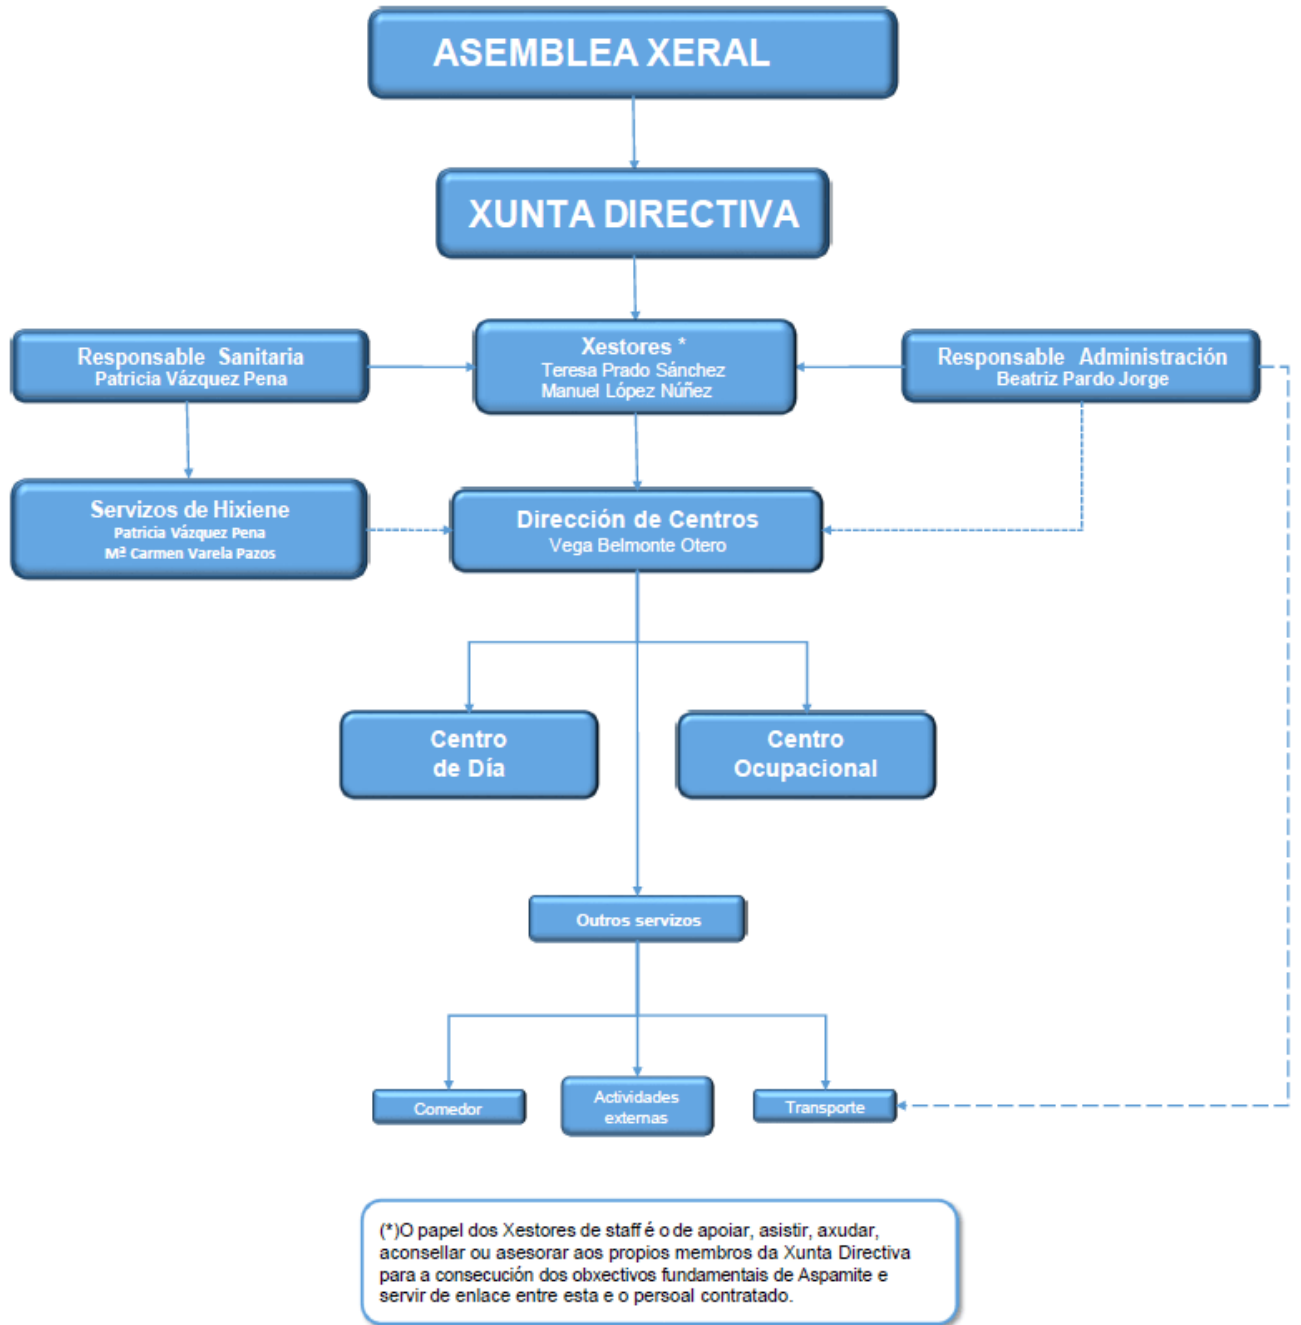 ASEMBLEA XERAL
XUNTA DIRECTIVA
Responsable Sanitaria
Patricia Vázquez Pena
Xestores *
Teresa Prado Sánchez
Manuel López Núñez
Responsable Administración
Beatriz Pardo Jorge
Servizos de Hixiene
Patricia Vázquez Pena
Mª Carmen Varela Pazos
Dirección de Centros
Vega Belmonte Otero
Centro
de Día
Centro
Ocupacional
Outros servizos
Comedor
Actividades
externas
Transporte
(*)O papel dos Xestores de staff é o de apoiar, asistir, axudar,
aconsellar ou asesorar aos propios membros da Xunta Directiva
para a consecución dos obxectivos fundamentais de Aspamite e
servir de enlace entre esta e o persoal contratado.